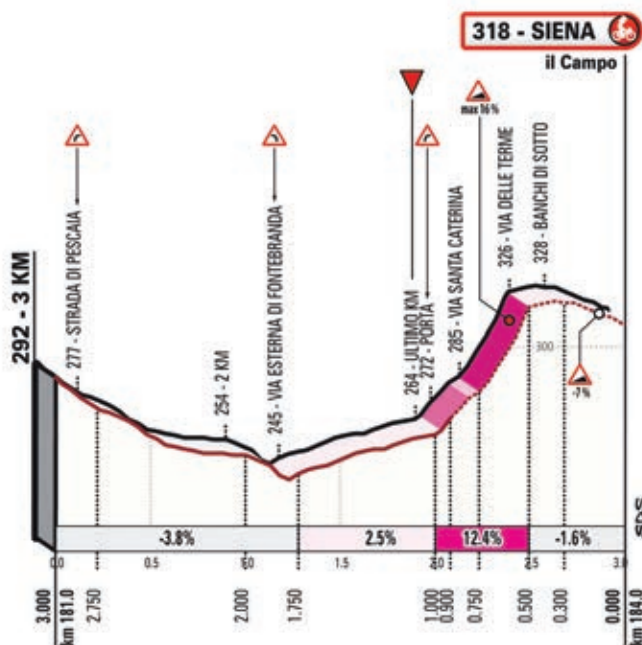 318 - SIENA
il Campo
max 16%
292 - 3 KM
277 - STRADA DI PESCAIA
254 - 2 KM
245 - VIA ESTERNA DI FONTEBRANDA
264 - ULTIMO KM
272 - PORTA
285 - VIA SANTA CATERINA
326 - VIA DELLE TERME
328 - BANCHI DI SOTTO
300
-7%
SDS
-3.8% 2.5% 12.4% -1.6%
0.0 0.5 1.5 2.0 2.5 3.0
3.000 2.750 2.000 1.750 1.000 0.900 0.750 0.500 0.300 0.000
km 181.0 km 184.0